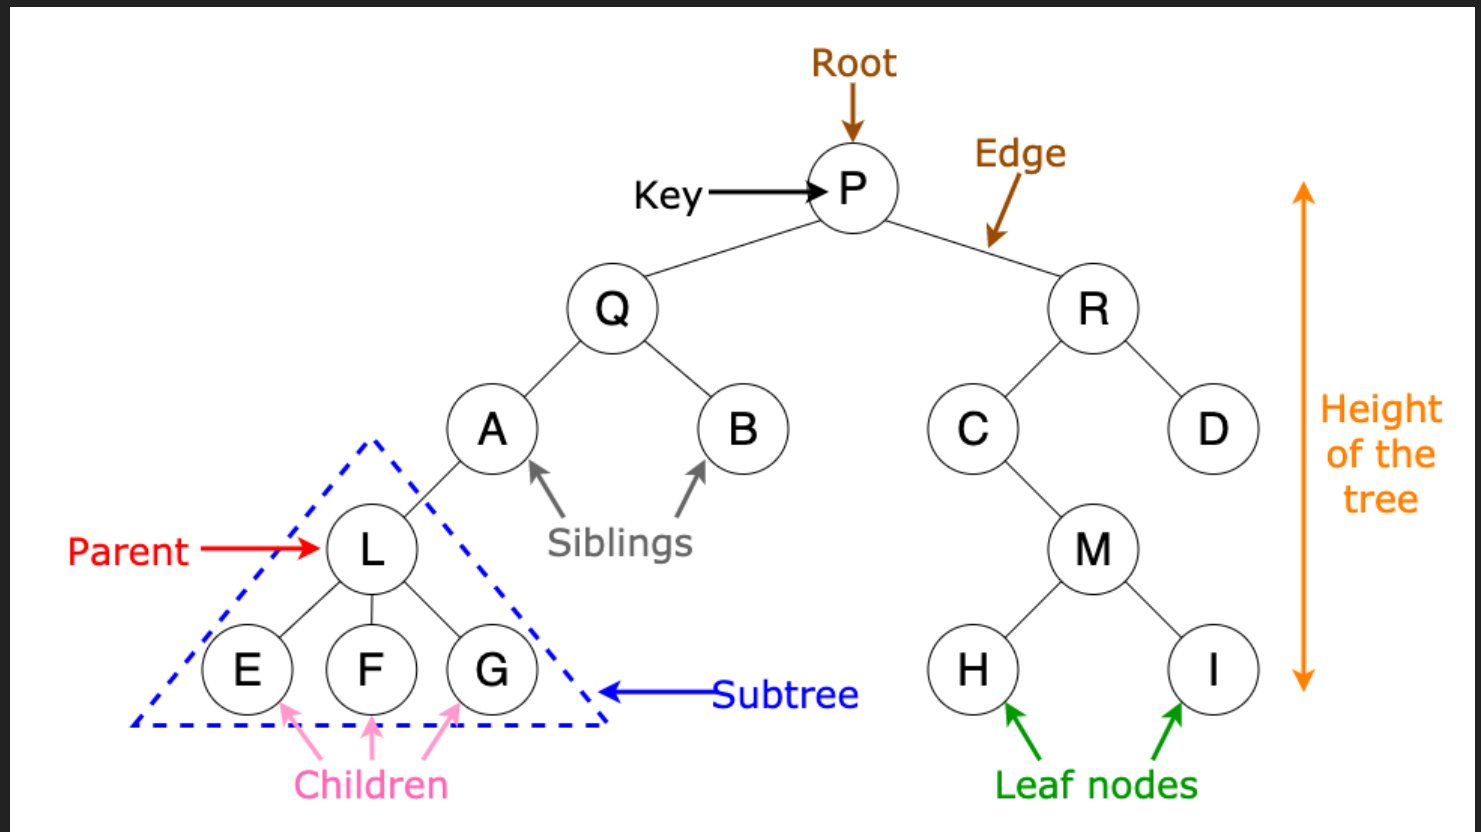 Root
Edge
Key
P
Q
R
A
B
C
D
Height
of the
tree
Siblings
Parent
L
M
E
F
G
H
I
Subtree
Children
Leaf nodes